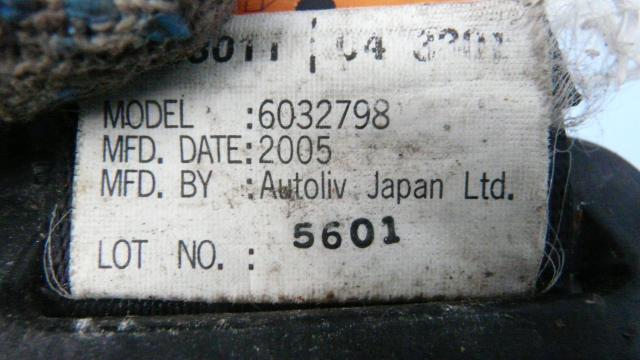 MODEL :6032798
MFD. DATE:2005
MFD. BY :Autoliv Japan Ltd.
LOT NO. : 5601